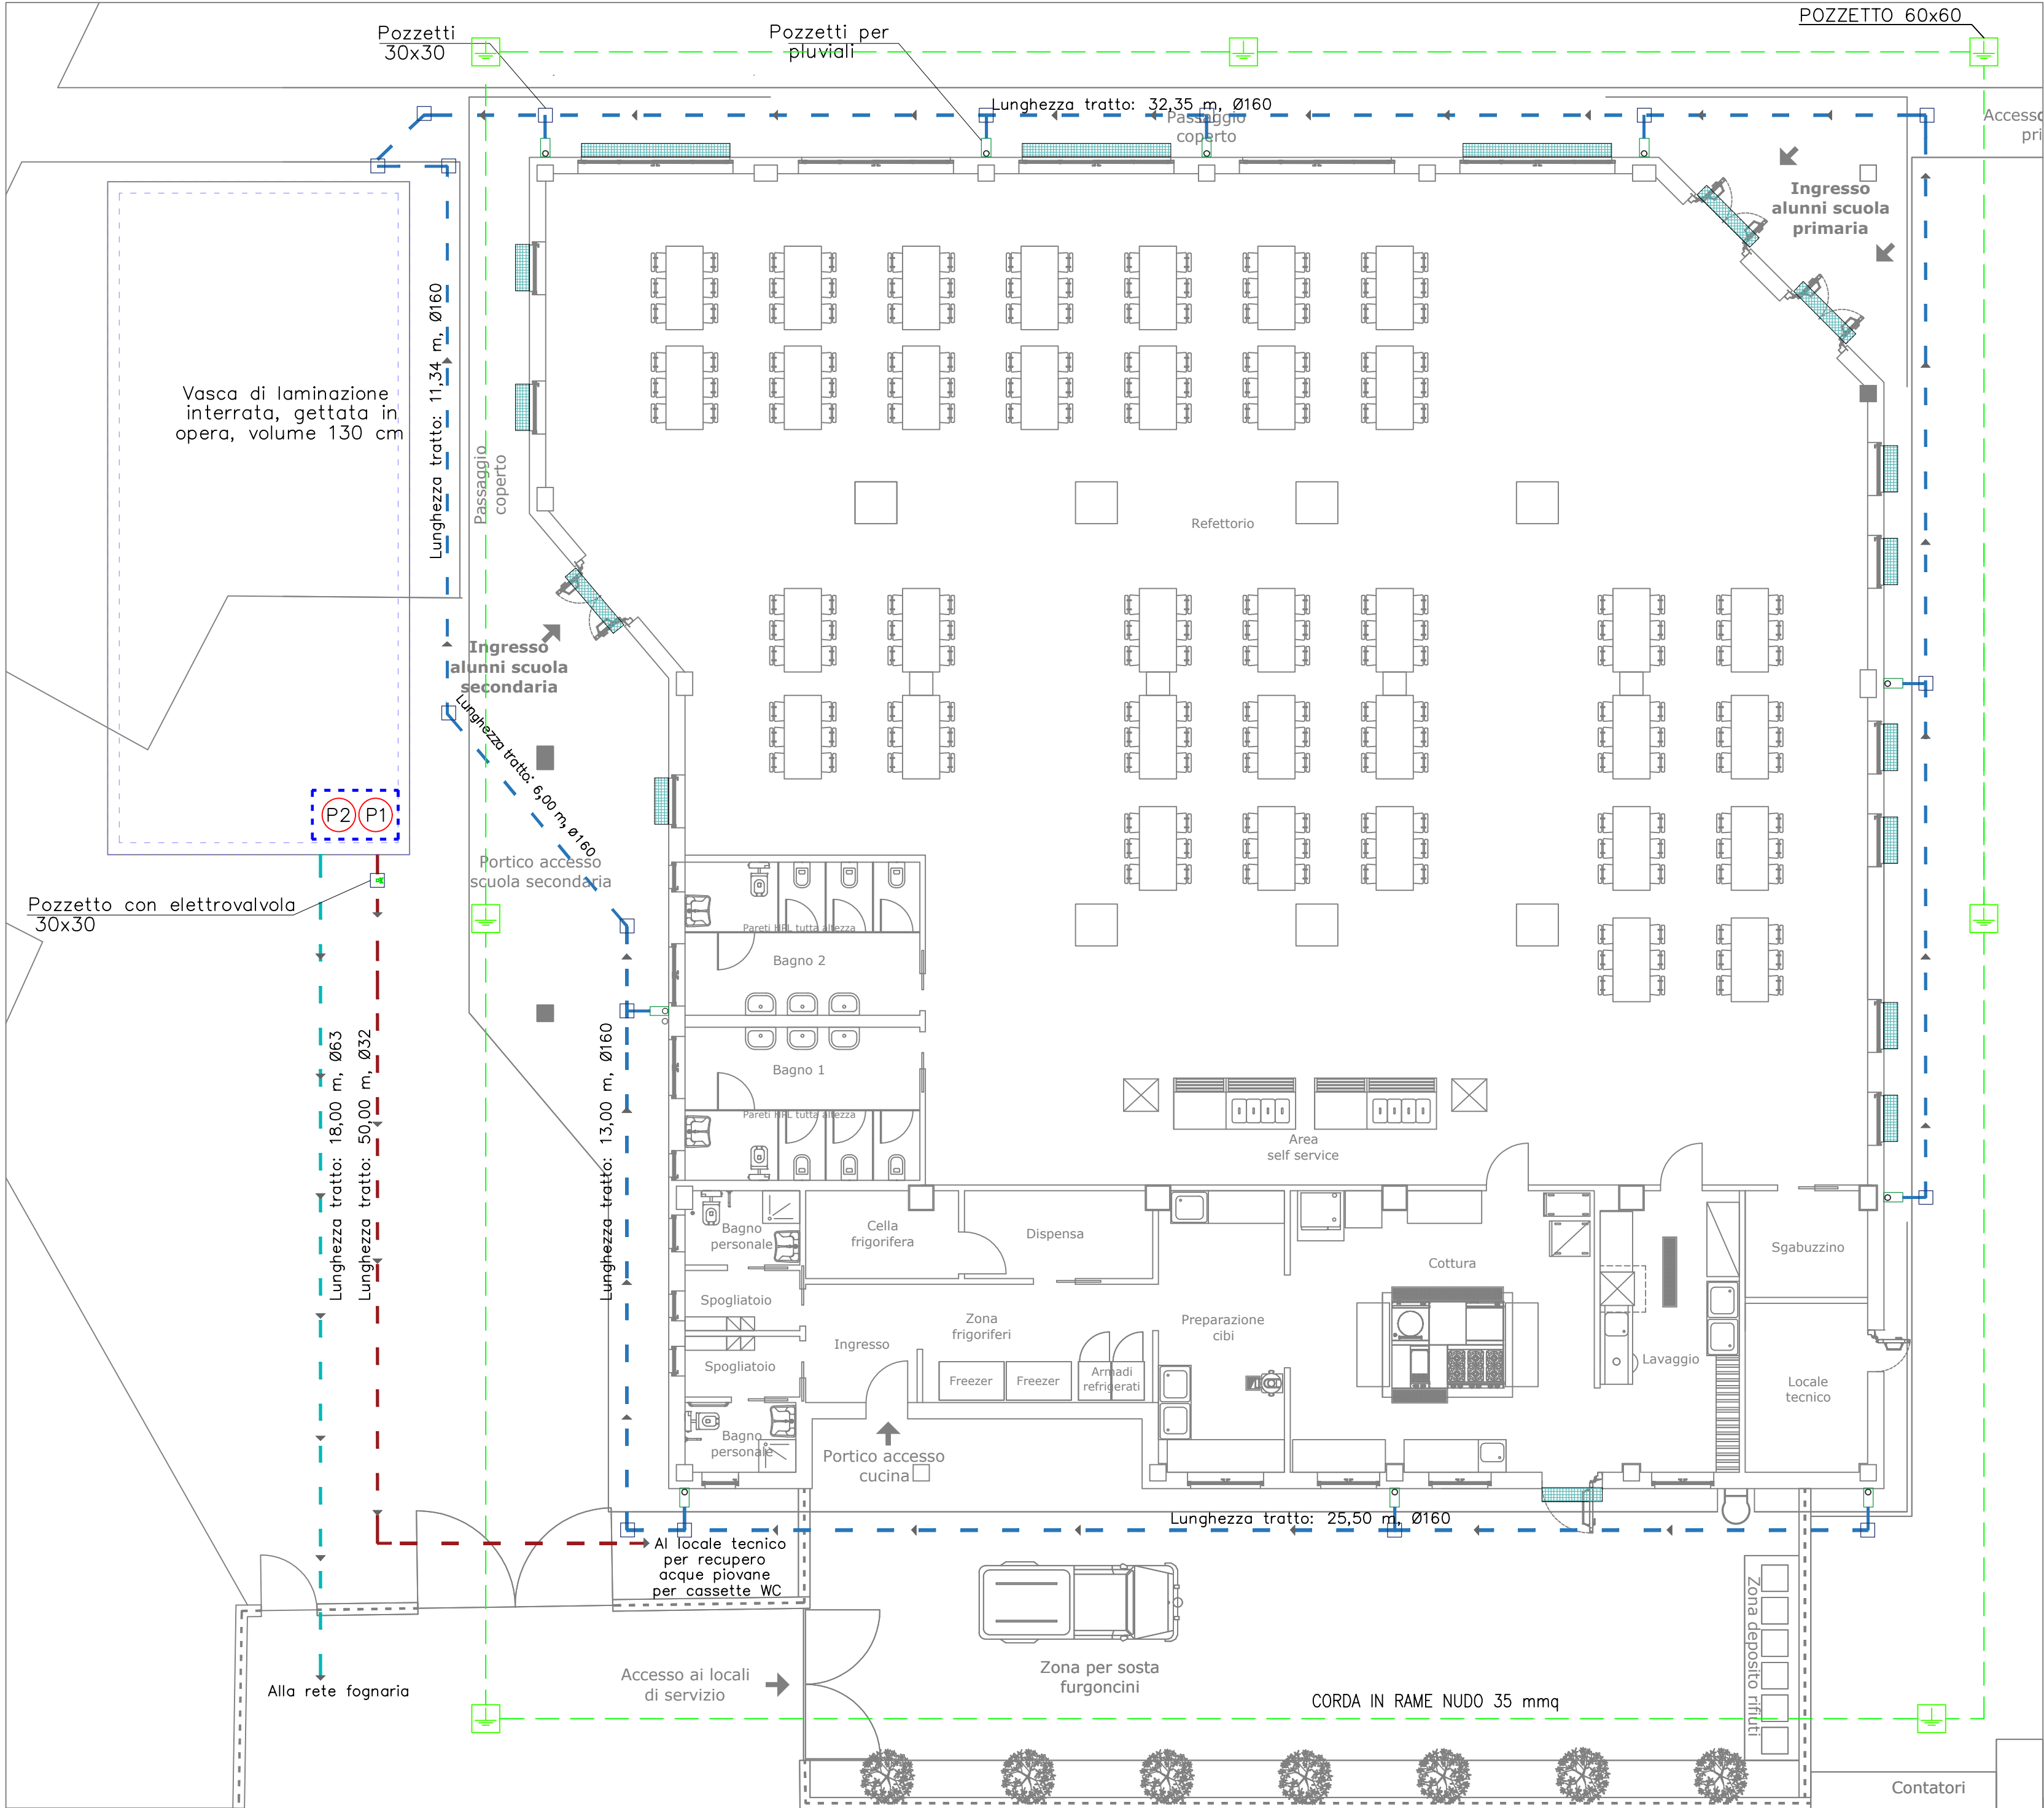 POZZETTO 60x60
Pozzetti
30x30
Pozzetti per
pluviali
Lunghezza tratto: 32,35 m, Ø160
Passaggio
coperto
Accesso
pri
Ingresso
alunni scuola
primaria
Vasca di laminazione
interrata, gettata in
opera, volume 130 cm
Lunghezza tratto: 11,34 m, Ø160
Passaggio
coperto
Refettorio
Ingresso
alunni scuola
secondaria
Lunghezza tratto: 6,00 m, Ø160
P2
P1
Portico accesso
scuola secondaria
Pozzetto con elettrovalvola
30x30
Pareti HPL tutta altezza
Bagno 2
Bagno 1
Pareti HPL tutta altezza
Lunghezza tratto: 18,00 m, Ø63
Lunghezza tratto: 50,00 m, Ø32
Lunghezza tratto: 13,00 m, Ø160
Area
self service
Bagno
personale
Cella
frigorifera
Dispensa
Cottura
Sgabuzzino
Spogliatoio
Zona
frigoriferi
Preparazione
cibi
Ingresso
Spogliatoio
Freezer
Freezer
Armadi
refrigerati
Lavaggio
Locale
tecnico
Bagno
personale
Portico accesso
cucina
Lunghezza tratto: 25,50 m, Ø160
Al locale tecnico
per recupero
acque piovane
per cassette WC
Zona deposito rifiuti
Alla rete fognaria
Accesso ai locali
di servizio
Zona per sosta
furgoncini
CORDA IN RAME NUDO 35 mmq
Contatori